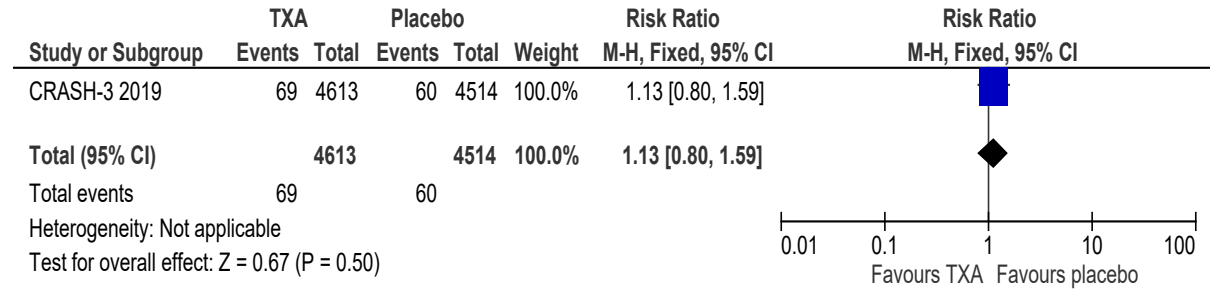 TXA Placebo Risk Ratio Risk Ratio
Study or Subgroup Events Total Events Total Weight M-H, Fixed, 95% CI M-H, Fixed, 95% CI
CRASH-3 2019 69 4613 60 4514 100.0% 1.13 [0.80, 1.59]
Total (95% CI) 4613 4514 100.0% 1.13 [0.80, 1.59]
Total events 69 60
Heterogeneity: Not applicable
Test for overall effect: Z = 0.67 (P = 0.50)
0.01 0.1 1 10 100
Favours TXA Favours placebo